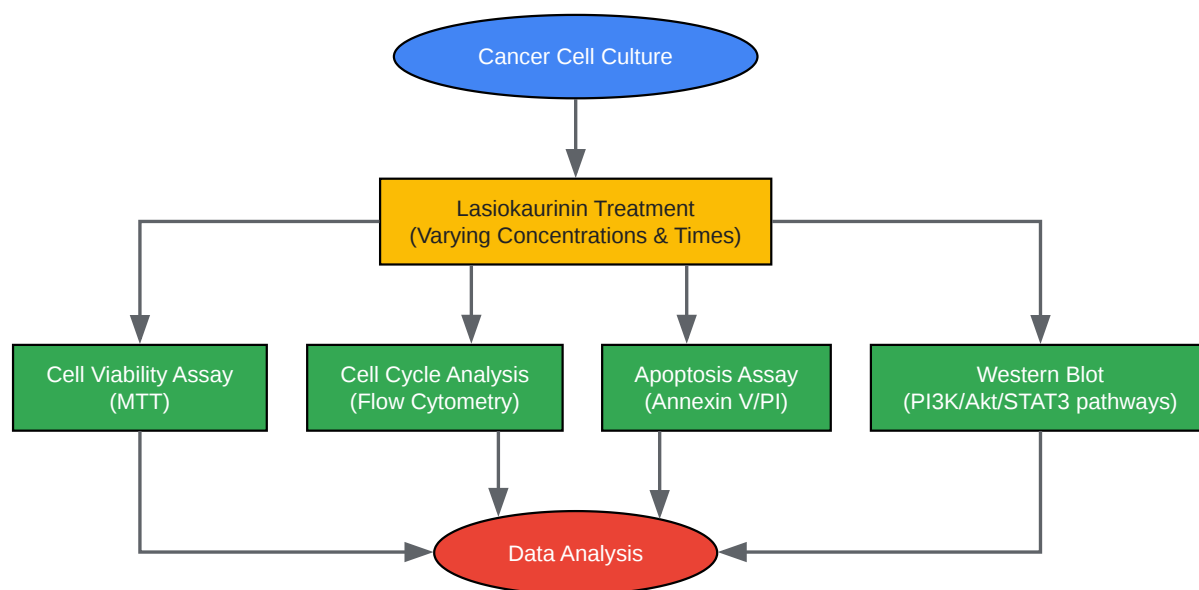 Cancer Cell Culture
Lasiokaurinin Treatment
(Varying Concentrations & Times)
Cell Viability Assay
(MTT)
Cell Cycle Analysis
(Flow Cytometry)
Apoptosis Assay
(Annexin V/PI)
Western Blot
(PI3K/Akt/STAT3 pathways)
Data Analysis